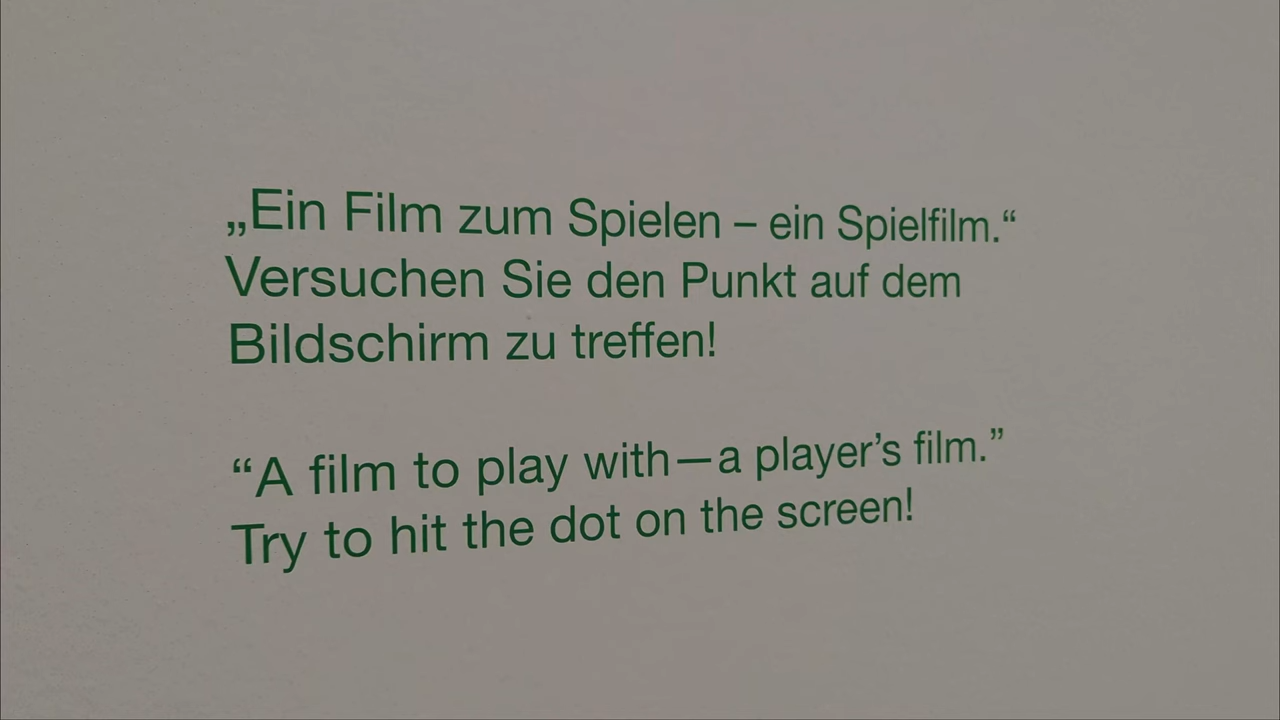 „Ein Film zum Spielen – ein Spielfilm.“
Versuchen Sie den Punkt auf dem
Bildschirm zu treffen!
“A film to play with—a player’s film.”
Try to hit the dot on the screen!